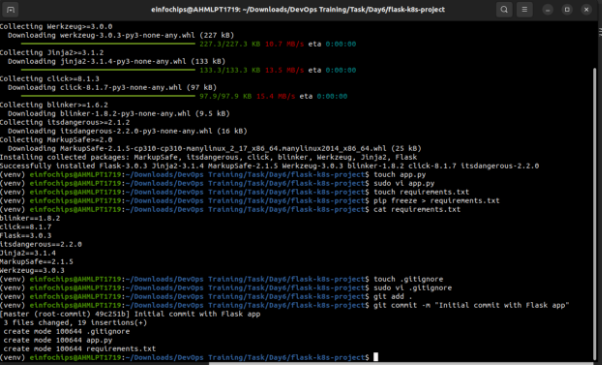 einfochips@AHMLPT1719: ~/Downloads/DevOps Training/Task/Day6/flask-k8s-project
Collecting Werkzeug>=3.0.0
Downloading werkzeug-3.0.3-py3-none-any.whl (227 kB)
227.3/227.3 KB 10.7 MB/s eta 0:00:00
Collecting Jinja2>=3.1.2
Downloading jinja2-3.1.4-py3-none-any.whl (133 kB)
133.3/133.3 KB 13.5 MB/s eta 0:00:00
Collecting click>=8.1.3
Downloading click-8.1.7-py3-none-any.whl (97 kB)
97.9/97.9 KB 15.4 MB/s eta 0:00:00
Collecting blinker>=1.6.2
Downloading blinker-1.8.2-py3-none-any.whl (9.5 kB)
Collecting itsdangerous>=2.1.2
Downloading itsdangerous-2.2.0-py3-none-any.whl (16 kB)
Collecting MarkupSafe>=2.0
Downloading MarkupSafe-2.1.5-cp310-cp310-manylinux_2_17_x86_64.manylinux2014_x86_64.whl (25 kB)
Installing collected packages: MarkupSafe, itsdangerous, click, blinker, Werkzeug, Jinja2, Flask
Successfully installed Flask-3.0.3 Jinja2-3.1.4 MarkupSafe-2.1.5 Werkzeug-3.0.3 blinker-1.8.2 click-8.1.7 itsdangerous-2.2.0
(venv) einfochips@AHMLPT1719:~/Downloads/DevOps Training/Task/Day6/flask-k8s-project$ touch app.py
(venv) einfochips@AHMLPT1719:~/Downloads/DevOps Training/Task/Day6/flask-k8s-project$ sudo vi app.py
(venv) einfochips@AHMLPT1719:~/Downloads/DevOps Training/Task/Day6/flask-k8s-project$ touch requirements.txt
(venv) einfochips@AHMLPT1719:~/Downloads/DevOps Training/Task/Day6/flask-k8s-project$ pip freeze > requirements.txt
(venv) einfochips@AHMLPT1719:~/Downloads/DevOps Training/Task/Day6/flask-k8s-project$ cat requirements.txt
blinker==1.8.2
click==8.1.7
Flask==3.0.3
itsdangerous==2.2.0
Jinja2==3.1.4
MarkupSafe==2.1.5
Werkzeug==3.0.3
(venv) einfochips@AHMLPT1719:~/Downloads/DevOps Training/Task/Day6/flask-k8s-project$ touch .gitignore
(venv) einfochips@AHMLPT1719:~/Downloads/DevOps Training/Task/Day6/flask-k8s-project$ sudo vi .gitignore
(venv) einfochips@AHMLPT1719:~/Downloads/DevOps Training/Task/Day6/flask-k8s-project$ git add .
(venv) einfochips@AHMLPT1719:~/Downloads/DevOps Training/Task/Day6/flask-k8s-project$ git commit -m "Initial commit with Flask app"
[master (root-commit) 49c251b] Initial commit with Flask app
3 files changed, 19 insertions(+)
create mode 100644 .gitignore
create mode 100644 app.py
create mode 100644 requirements.txt
(venv) einfochips@AHMLPT1719:~/Downloads/DevOps Training/Task/Day6/flask-k8s-project$